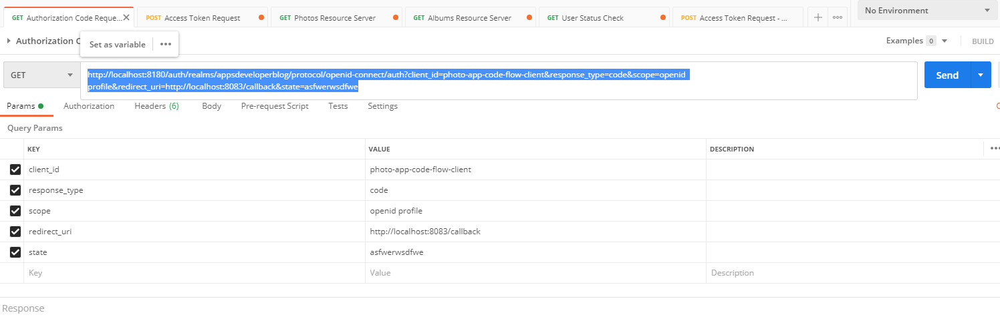 GET Authorization Code Reque... POST Access Token Request GET Photos Resource Server GET Albums Resource Server GET User Status Check POST Access Token Request - ... No Environment
Authorization C Set as variable Examples 0 BUILD
GET http://localhost:8180/auth/realms/appsdeveloperblog/protocol/openid-connect/auth?client_id=photo-app-code-flow-client&response_type=code&scope=openid Send
profile&redirect_uri=http://localhost:8083/callback&state=asfwerwsdfwe
Params Authorization Headers (6) Body Pre-request Script Tests Settings
Query Params
KEY VALUE DESCRIPTION
client_id photo-app-code-flow-client
response_type code
scope openid profile
redirect_uri http://localhost:8083/callback
state asfwerwsdfwe
Key Value Description
Response